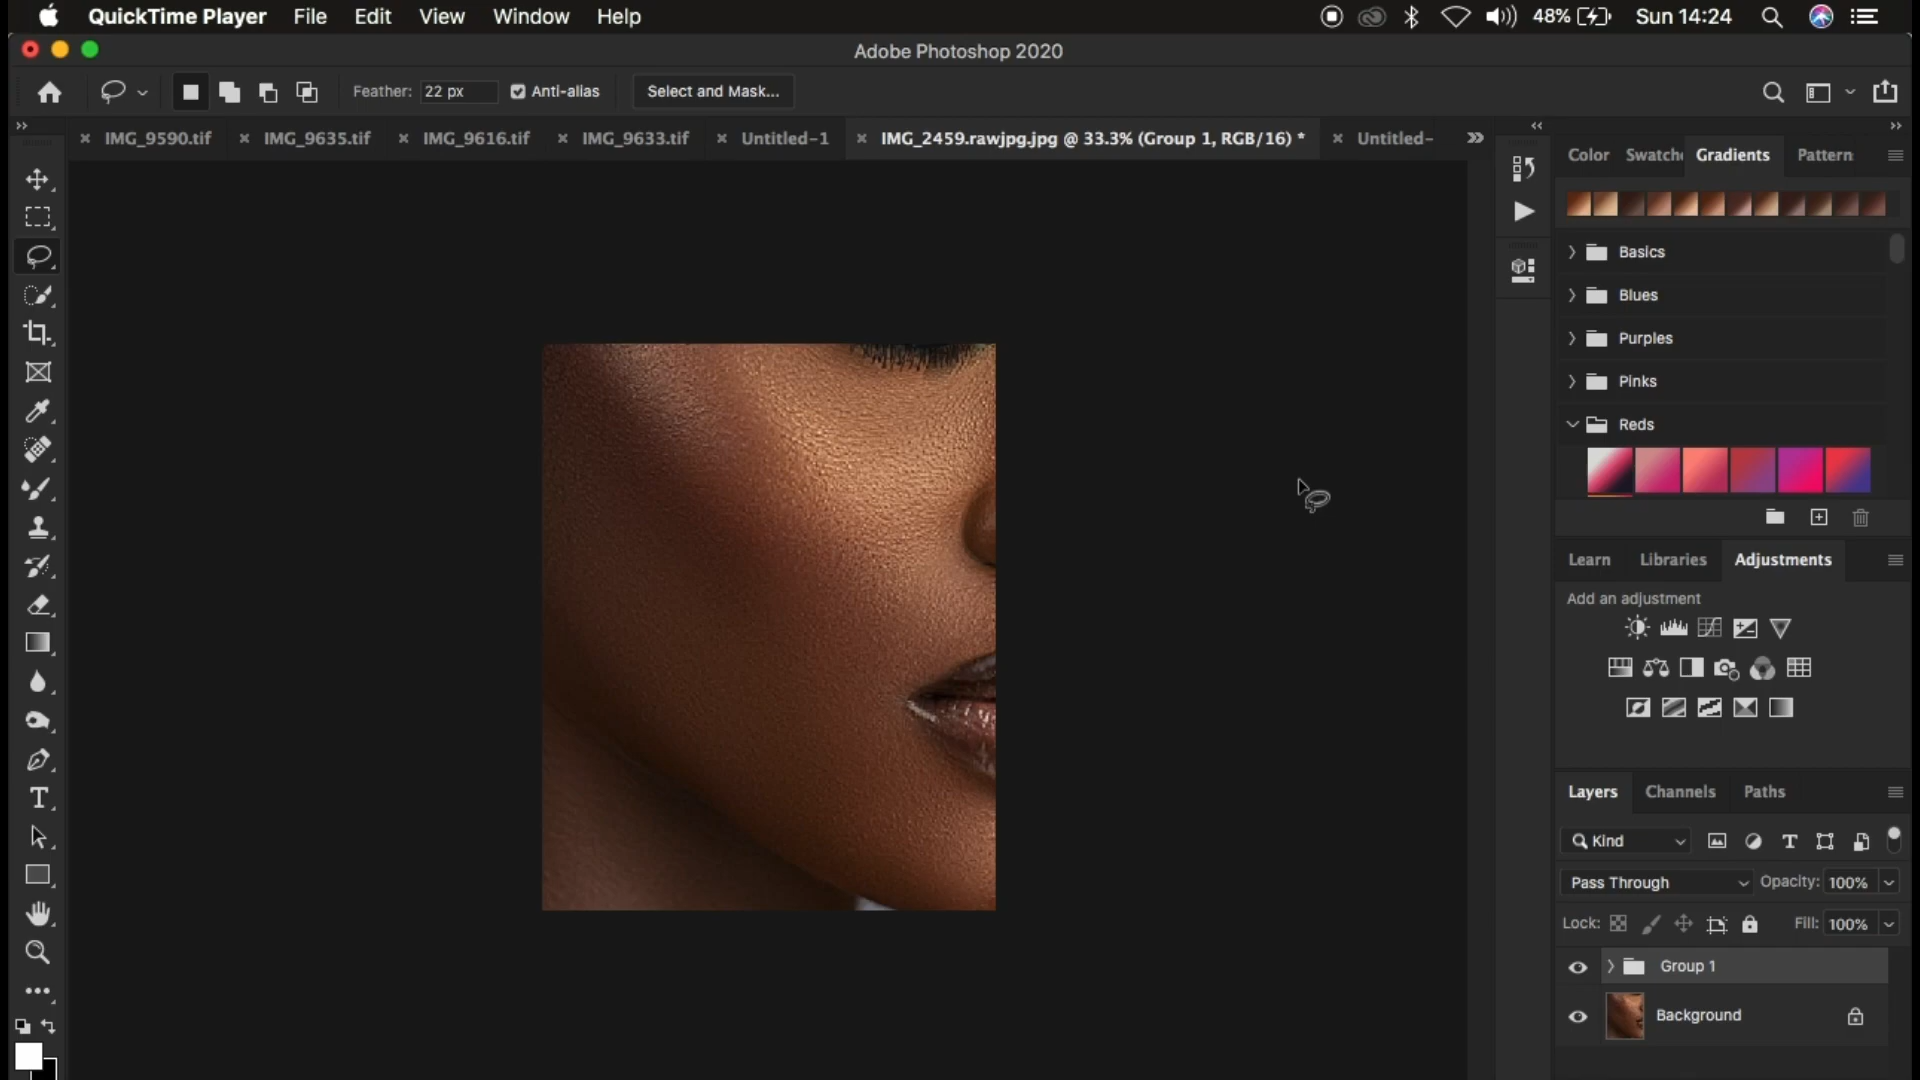 QuickTime Player File Edit View Window Help 48% Sun 14:24
Adobe Photoshop 2020
Feather: 22 px Anti-alias Select and Mask...
IMG_9590.tif IMG_9635.tif IMG_9616.tif IMG_9633.tif Untitled-1 IMG_2459.rawjpg.jpg @ 33.3% (Group 1, RGB/16) * Untitled-
Color Swatche Gradients Pattern
Basics
Blues
Purples
Pinks
Reds
Learn Libraries Adjustments
Add an adjustment
Layers Channels Paths
Kind
Pass Through Opacity: 100%
Lock: Fill: 100%
Group 1
Background